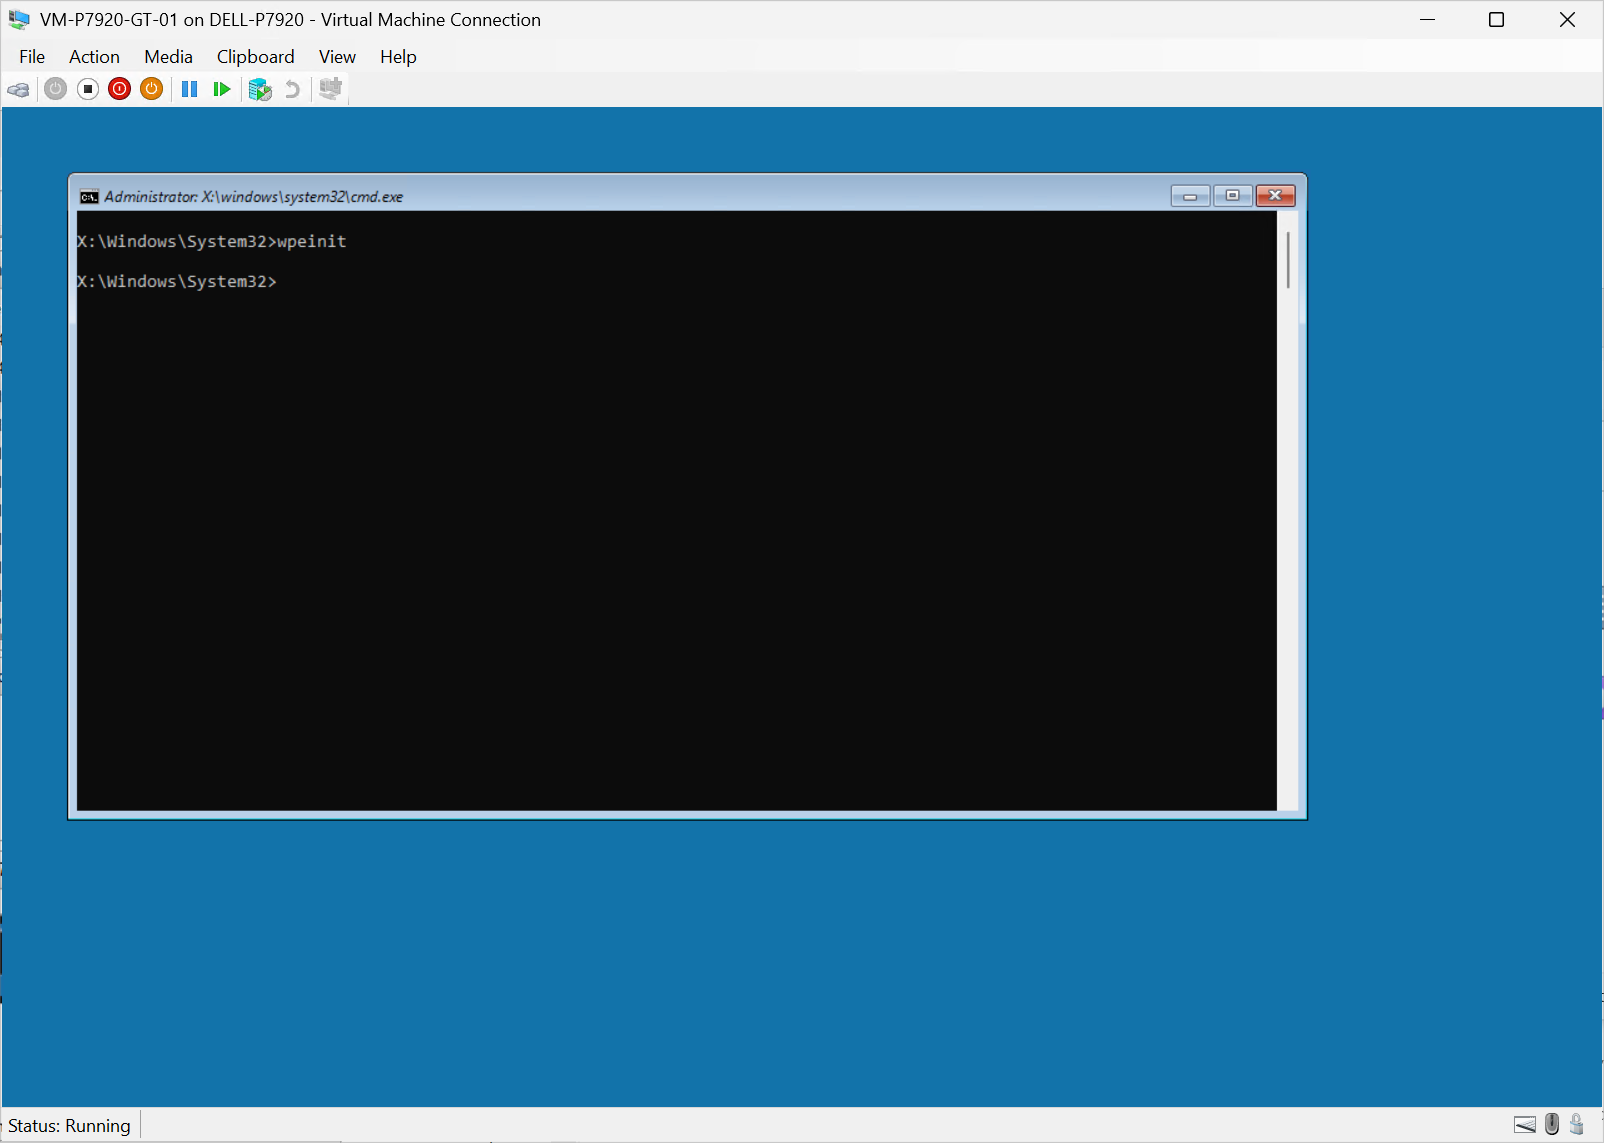 VM-P7920-GT-01 on DELL-P7920 - Virtual Machine Connection
File Action Media Clipboard View Help
Administrator: X:\windows\system32\cmd.exe
X:\Windows\System32>wpeinit
X:\Windows\System32>
Status: Running